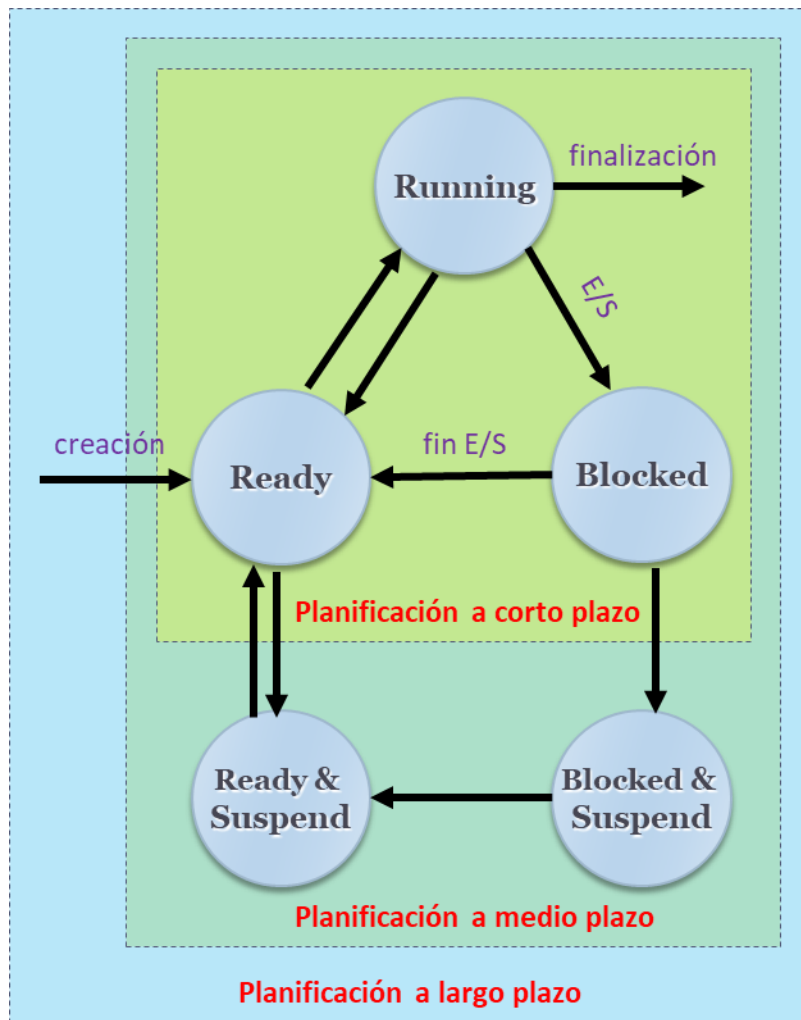 finalización
Running
E/S
creación
fin E/S
Ready
Blocked
Planificación a corto plazo
Ready &
Suspend
Blocked &
Suspend
Planificación a medio plazo
Planificación a largo plazo